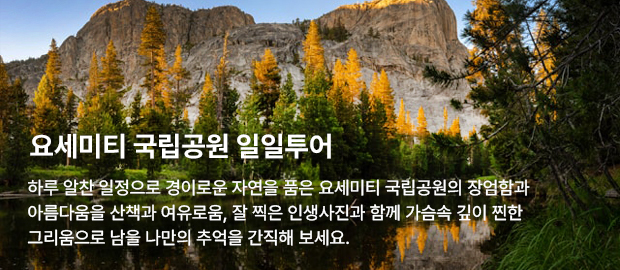 요세미티 국립공원 일일투어
하루 알찬 일정으로 경이로운 자연을 품은 요세미티 국립공원의 장엄함과
아름다움을 산책과 여유로움, 잘 찍은 인생사진과 함께 가슴속 깊이 찐한
그리움으로 남을 나만의 추억을 간직해 보세요.